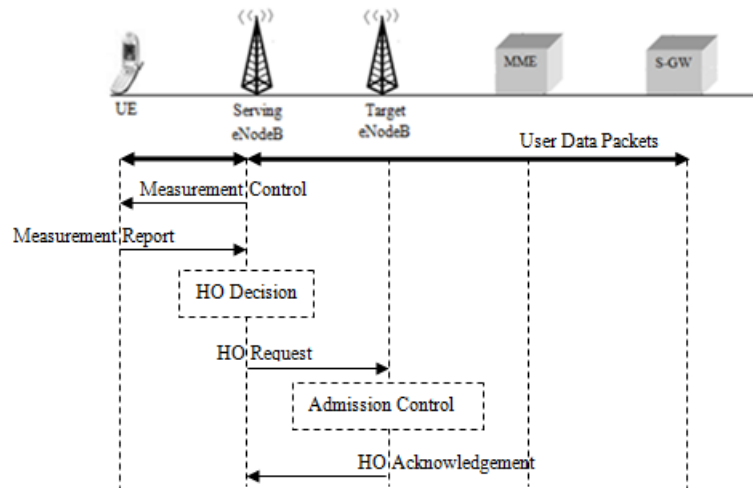 MME
S-GW
UE
Serving
eNodeB
Target
eNodeB
User Data Packets
Measurement Control
Measurement Report
HO Decision
HO Request
Admission Control
HO Acknowledgement